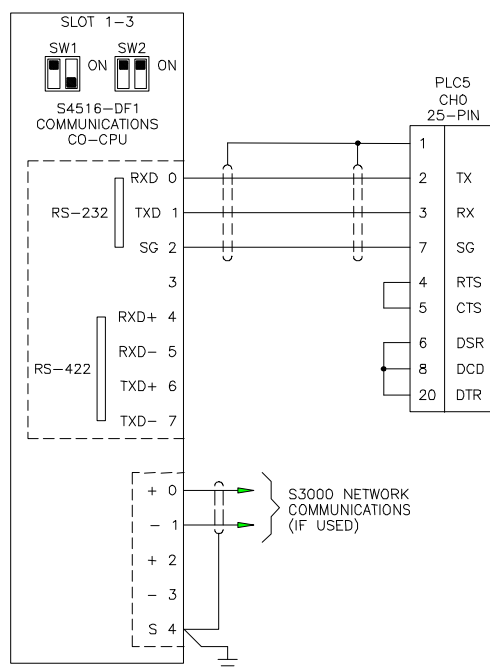 SLOT 1-3
SW1 SW2
ON ON
S4516-DF1
COMMUNICATIONS
CO-CPU
RXD 0
RS-232 TXD 1
SG 2
3
RXD+ 4
RXD- 5
RS-422
TXD+ 6
TXD- 7
+ 0
- 1
+ 2
- 3
S 4
S3000 NETWORK
COMMUNICATIONS
(IF USED)
PLC5
CH0
25-PIN
1
2 TX
3 RX
7 SG
4 RTS
5 CTS
6 DSR
8 DCD
20 DTR